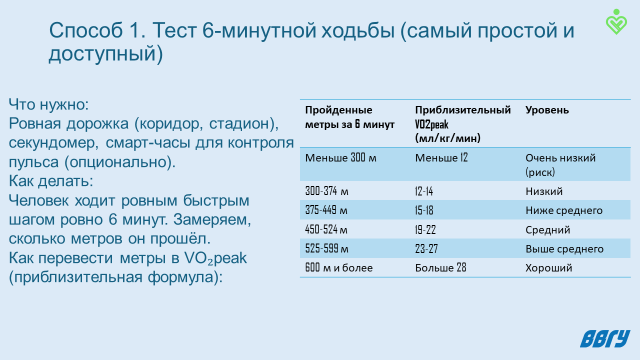 Способ 1. Тест 6-минутной ходьбы (самый простой и
доступный)
Что нужно:
Ровная дорожка (коридор, стадион),
секундомер, смарт-часы для контроля
пульса (опционально).
Как делать:
Человек ходит ровным быстрым
шагом ровно 6 минут. Замеряем,
сколько метров он прошёл.
Как перевести метры в VO₂peak
(приблизительная формула):
Пройденные метры за 6 минут	Приблизительный VO2peak (мл/кг/мин)	Уровень
Меньше 300 м	Меньше 12	Очень низкий (риск)
300-374 м	12-14	Низкий
375-449 м	15-18	Ниже среднего
450-524 м	19-22	Средний
525-599 м	23-27	Выше среднего
600 м и более	Больше 28	Хороший
ВВГУ